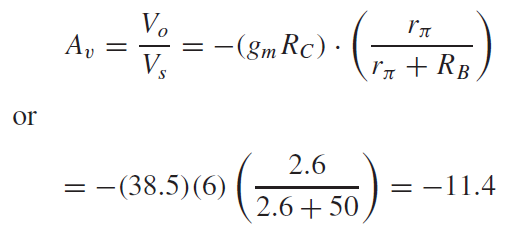 A_v = V_o / V_s = −(g_m R_C) · ( r_π / (r_π + R_B) )
or
= −(38.5)(6) ( 2.6 / (2.6 + 50) ) = −11.4